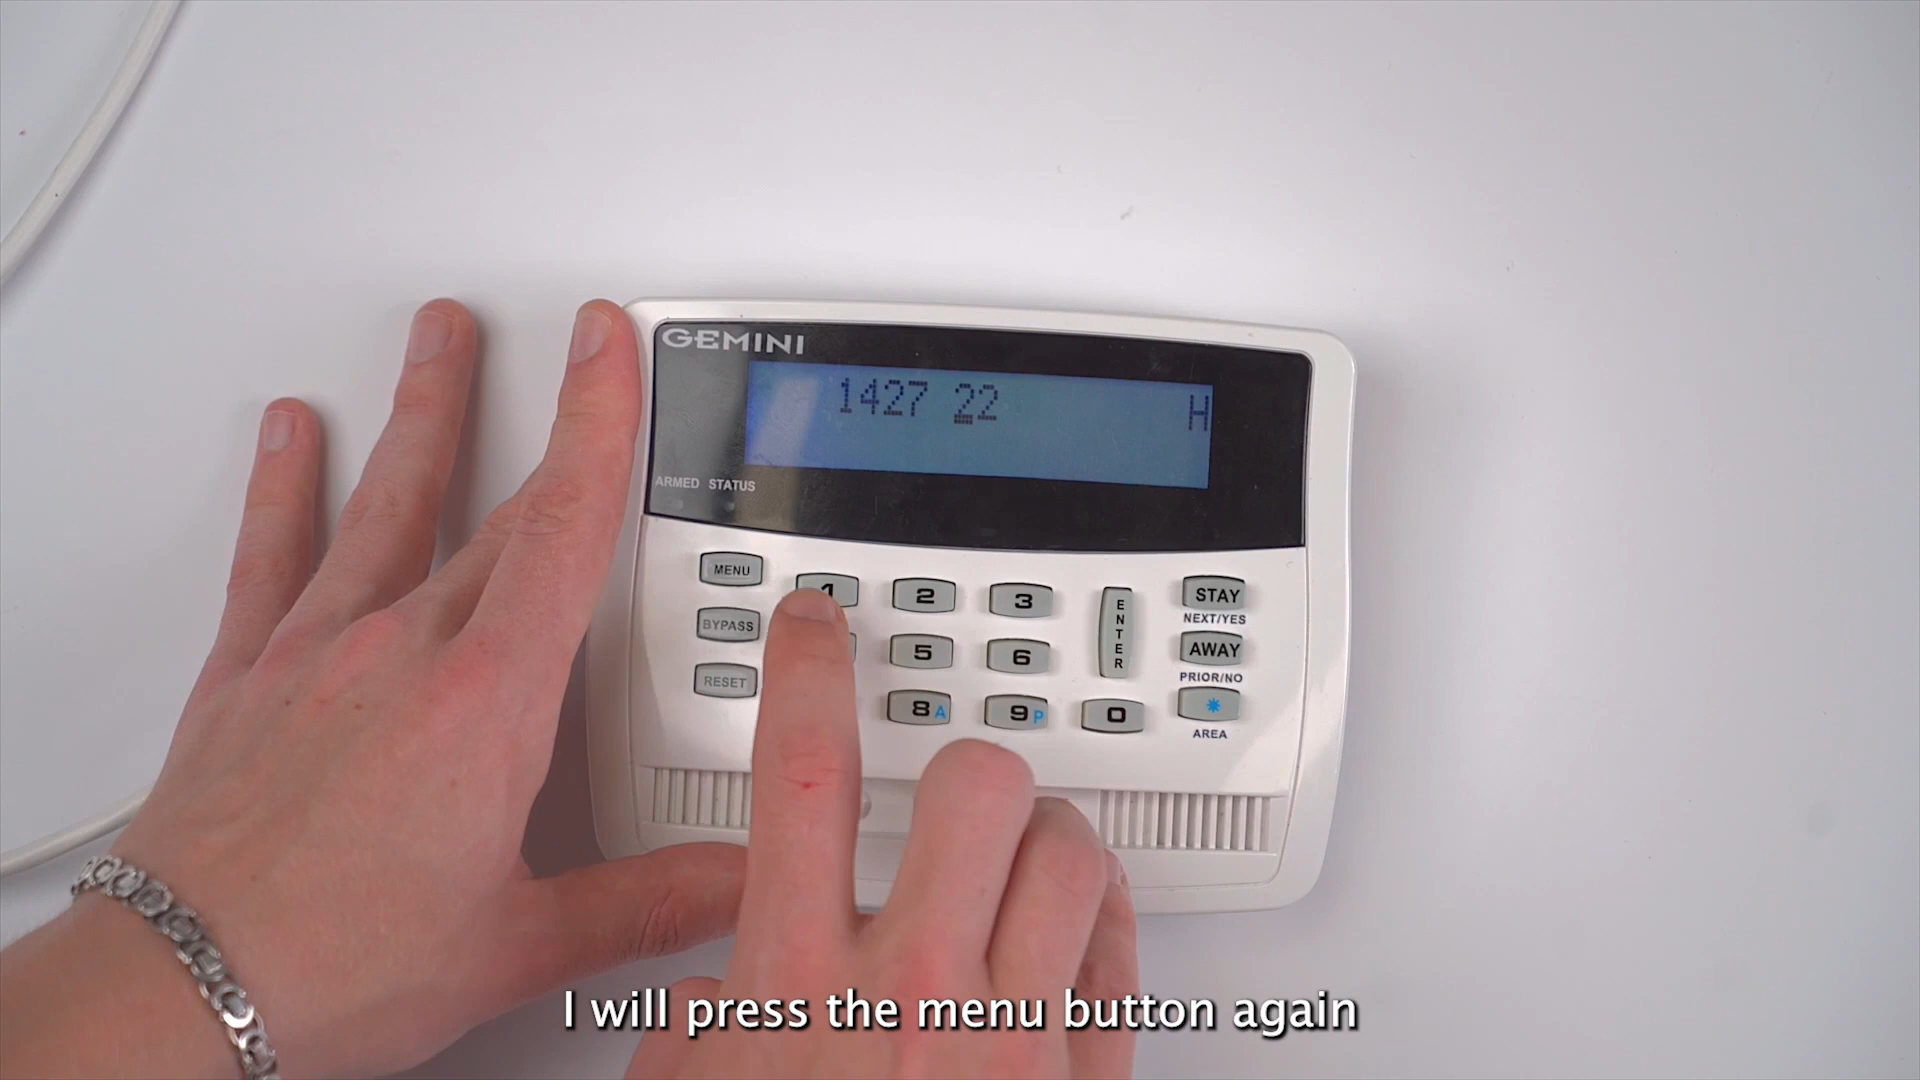 GEMINI
1427 22 H
ARMED STATUS
MENU
1
2
3
ENTER
STAY
NEXT/YES
BYPASS
5
6
AWAY
PRIOR/NO
RESET
8A
9P
0
AREA
I will press the menu button again